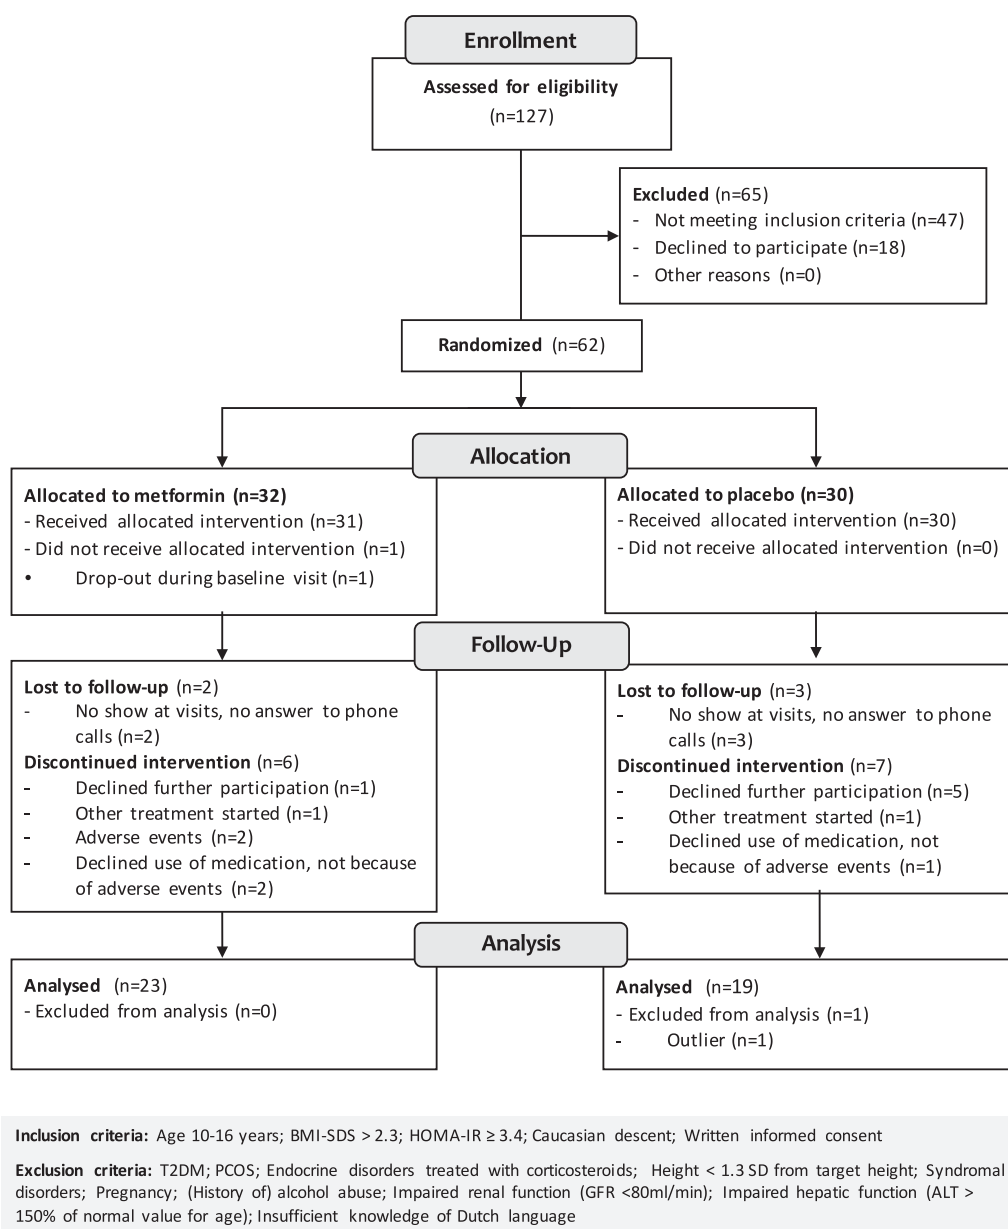 Enrollment
Assessed for eligibility
(n=127)
Excluded (n=65)
- Not meeting inclusion criteria (n=47)
- Declined to participate (n=18)
- Other reasons (n=0)
Randomized (n=62)
Allocation
Allocated to metformin (n=32)
- Received allocated intervention (n=31)
- Did not receive allocated intervention (n=1)
• Drop-out during baseline visit (n=1)
Allocated to placebo (n=30)
- Received allocated intervention (n=30)
- Did not receive allocated intervention (n=0)
Follow-Up
Lost to follow-up (n=2)
- No show at visits, no answer to phone
calls (n=2)
Discontinued intervention (n=6)
- Declined further participation (n=1)
- Other treatment started (n=1)
- Adverse events (n=2)
- Declined use of medication, not because
of adverse events (n=2)
Lost to follow-up (n=3)
- No show at visits, no answer to phone
calls (n=3)
Discontinued intervention (n=7)
- Declined further participation (n=5)
- Other treatment started (n=1)
- Declined use of medication, not
because of adverse events (n=1)
Analysis
Analysed (n=23)
- Excluded from analysis (n=0)
Analysed (n=19)
- Excluded from analysis (n=1)
- Outlier (n=1)
Inclusion criteria: Age 10-16 years; BMI-SDS > 2.3; HOMA-IR ≥ 3.4; Caucasian descent; Written informed consent
Exclusion criteria: T2DM; PCOS; Endocrine disorders treated with corticosteroids; Height < 1.3 SD from target height; Syndromal
disorders; Pregnancy; (History of) alcohol abuse; Impaired renal function (GFR <80ml/min); Impaired hepatic function (ALT >
150% of normal value for age); Insufficient knowledge of Dutch language